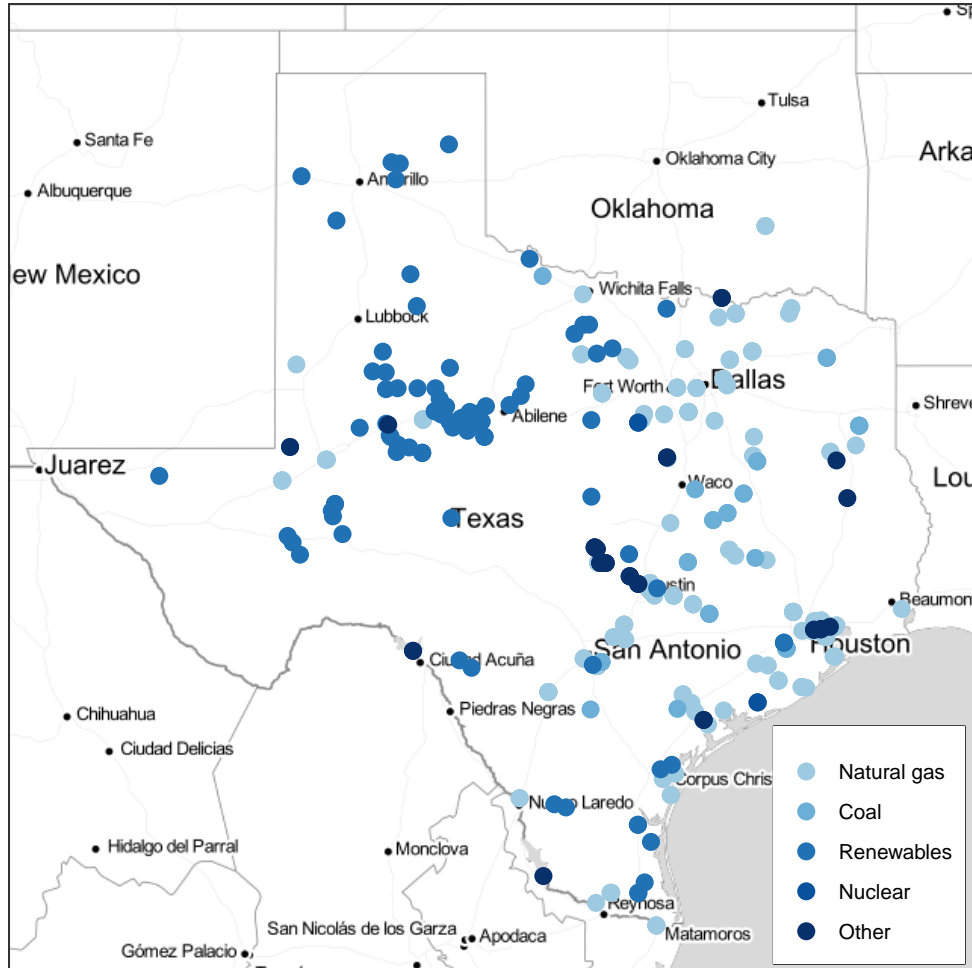 Sp
Tulsa
Santa Fe
Oklahoma City
Arka
Amarillo
Albuquerque
Oklahoma
ew Mexico
Wichita Falls
Lubbock
Dallas
Fort Worth
Shreve
Abilene
Juarez
Lou
Waco
Texas
stin
Beaumon
Houston
San Antonio
Ciudad Acuña
Piedras Negras
Chihuahua
Ciudad Delicias
Natural gas
Corpus Chris
Nuevo Laredo
Coal
Hidalgo del Parral
Monclova
Renewables
Nuclear
Reynosa
San Nicolás de los Garza
Apodaca
Matamoros
Other
Gómez Palacio